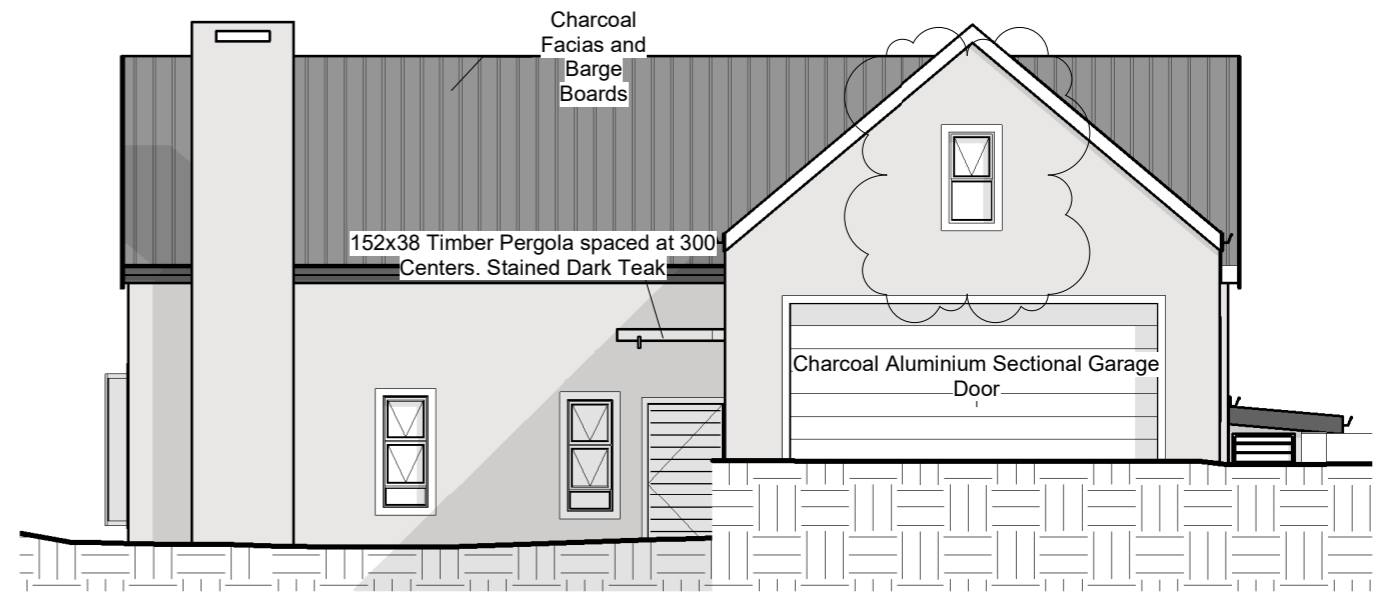 Charcoal
Facias and
Barge
Boards
152x38 Timber Pergola spaced at 300
Centers. Stained Dark Teak
Charcoal Aluminium Sectional Garage
Door